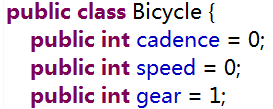 public class Bicycle {
public int cadence = 0;
public int speed = 0;
public int gear = 1;